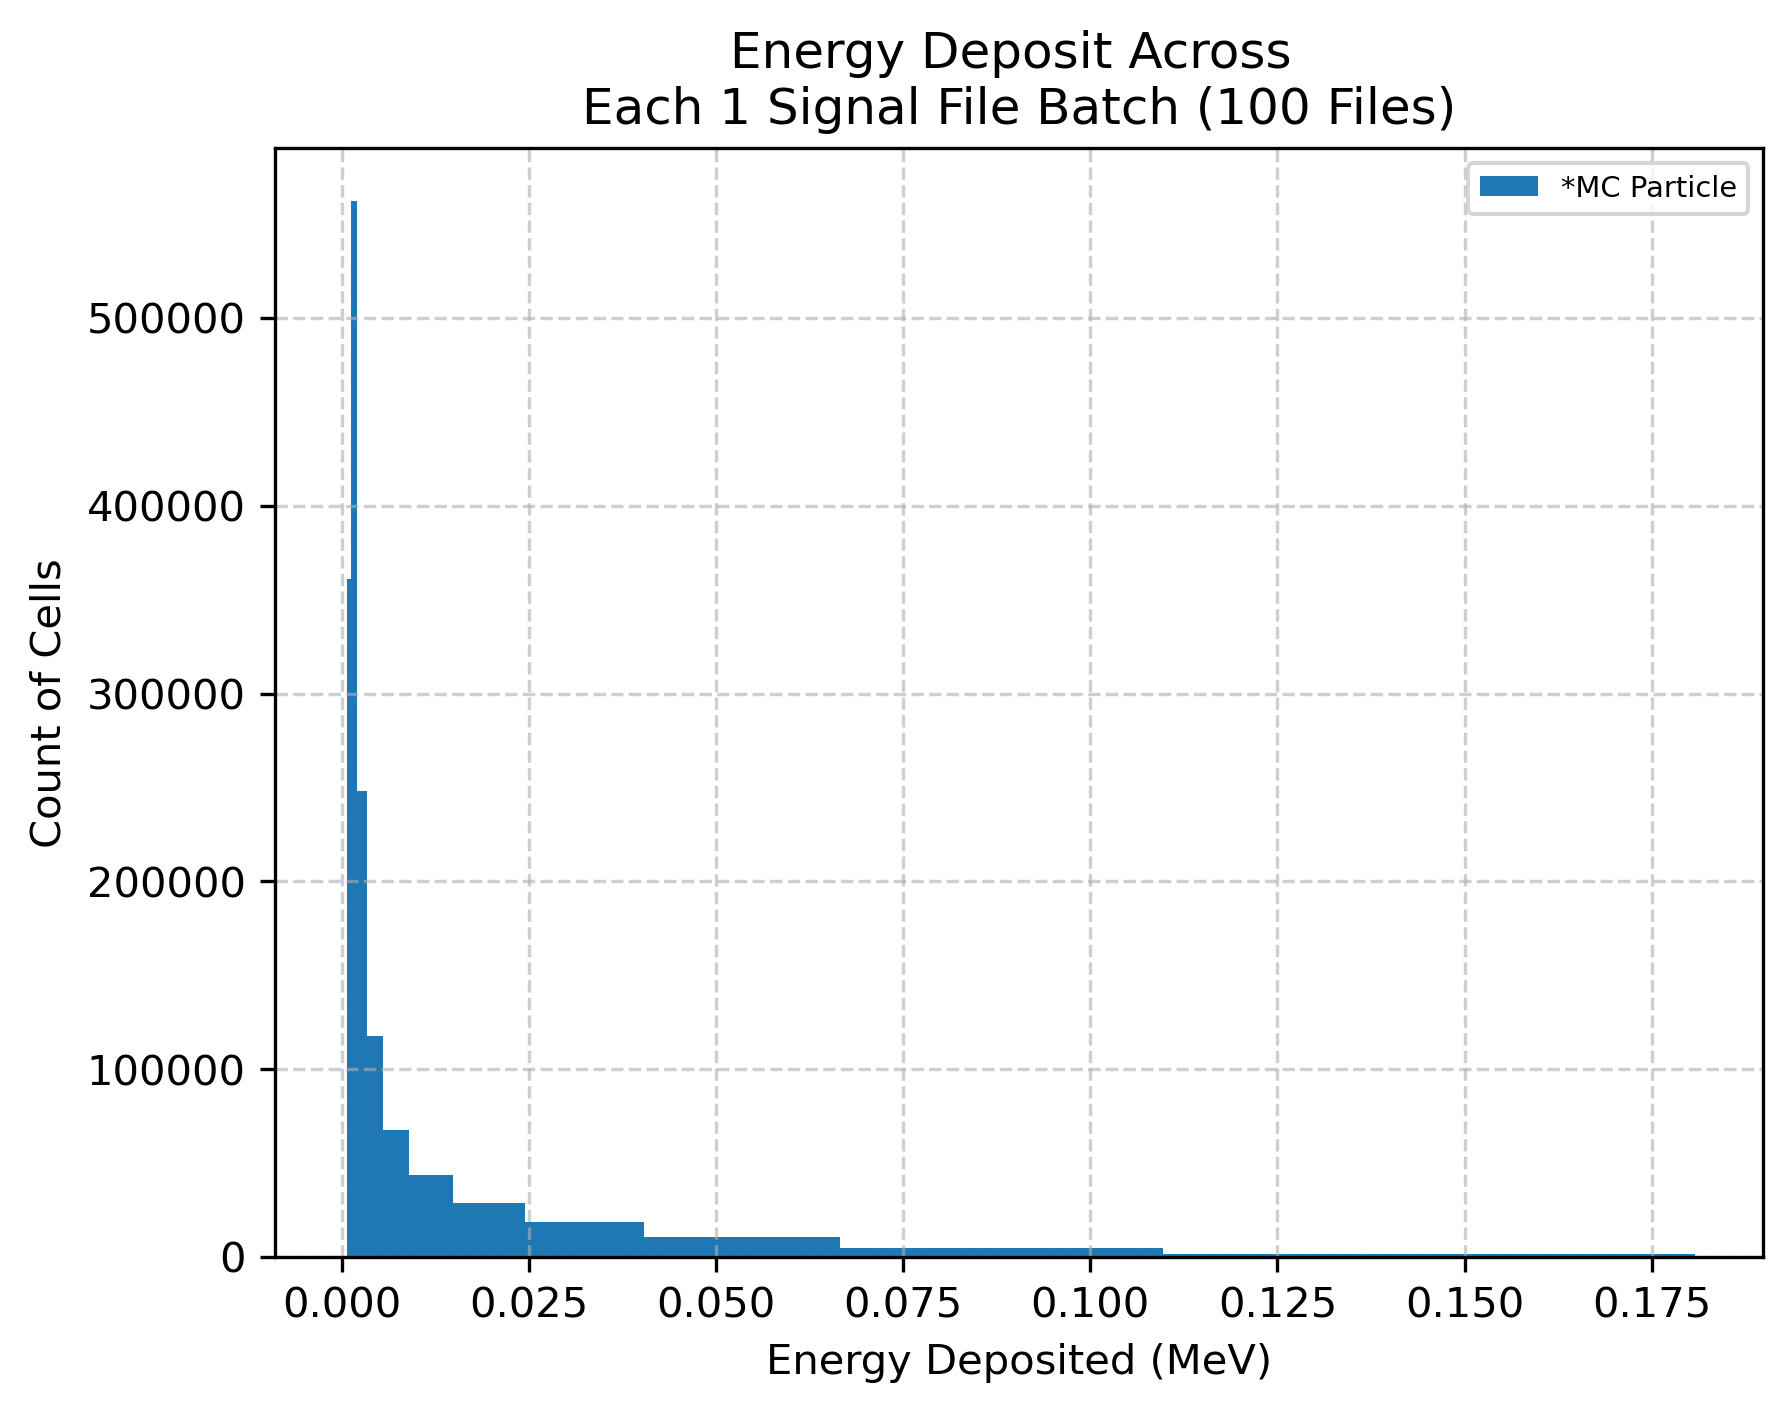 Energy Deposit Across
Each 1 Signal File Batch (100 Files)
*MC Particle
Count of Cells
500000
400000
300000
200000
100000
0
0.000 0.025 0.050 0.075 0.100 0.125 0.150 0.175
Energy Deposited (MeV)